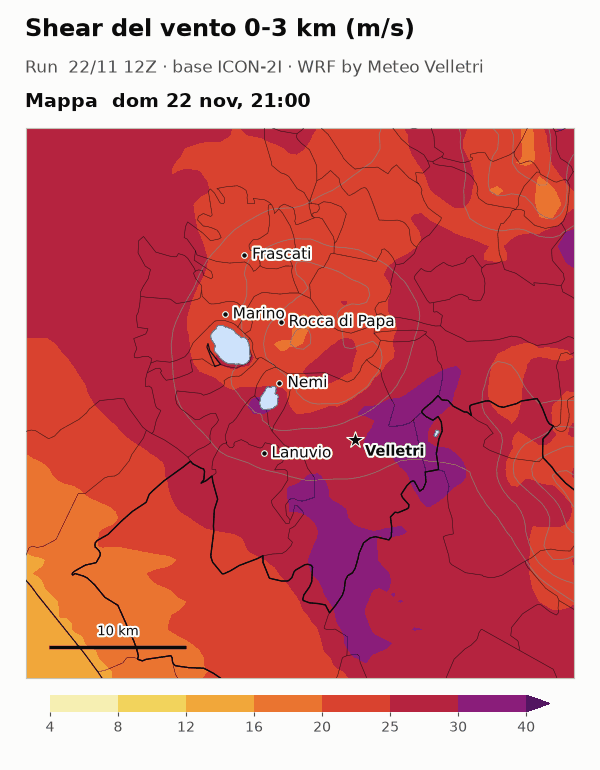 Shear del vento 0-3 km (m/s)
Run 22/11 12Z · base ICON-2I · WRF by Meteo Velletri
Mappa dom 22 nov, 21:00
Frascati
Marino
Rocca di Papa
Nemi
Velletri
Lanuvio
10 km
4 8 12 16 20 25 30 40